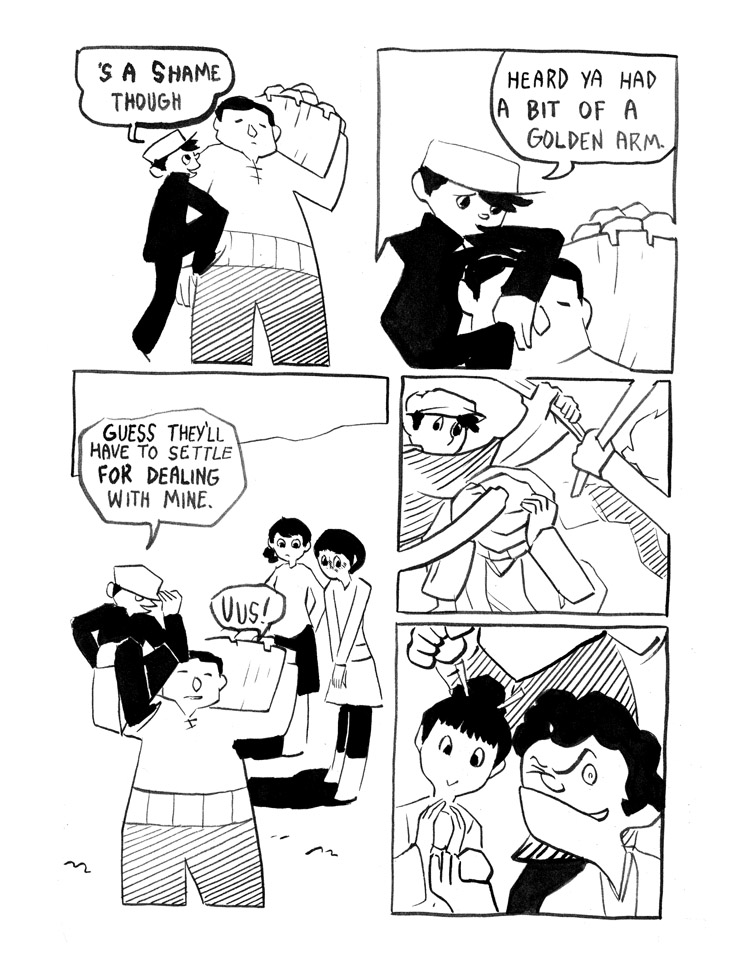 'S A SHAME
THOUGH
HEARD YA HAD
A BIT OF A
GOLDEN ARM.
GUESS THEY'LL
HAVE TO SETTLE
FOR DEALING
WITH MINE.
UUS!